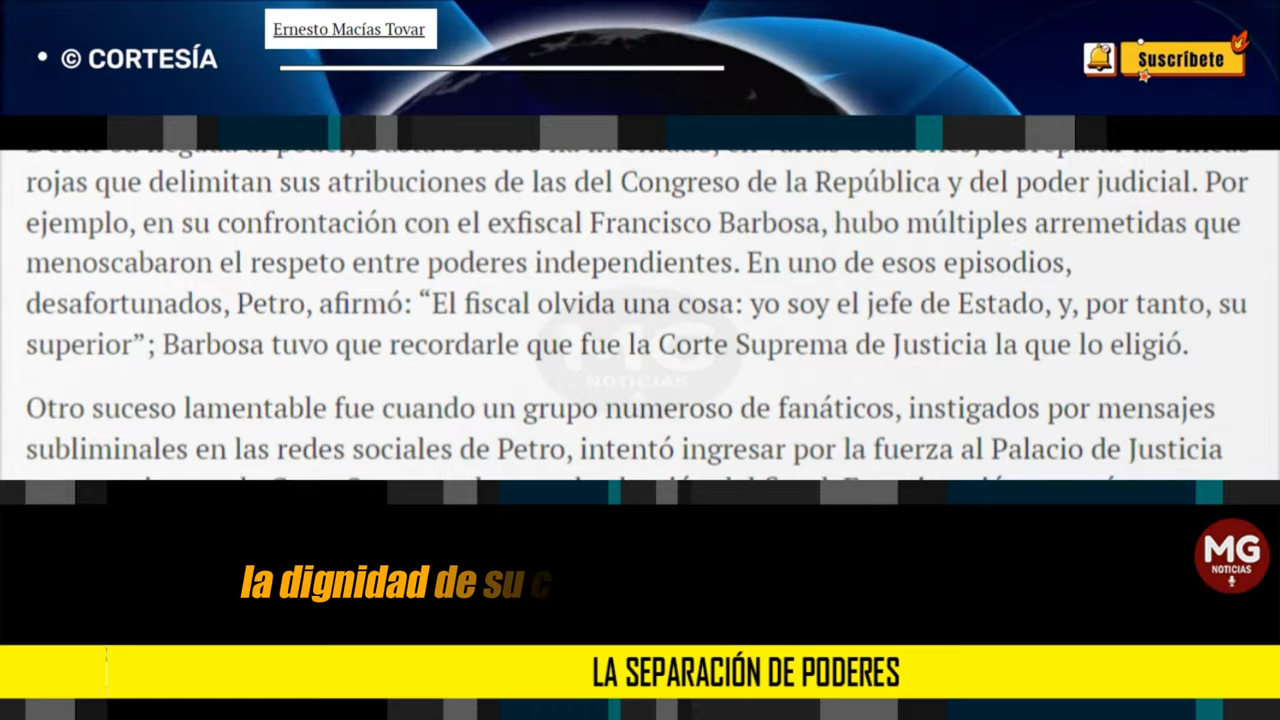 Ernesto Macías Tovar
• © CORTESÍA
Suscríbete
rojas que delimitan sus atribuciones de las del Congreso de la República y del poder judicial. Por
ejemplo, en su confrontación con el exfiscal Francisco Barbosa, hubo múltiples arremetidas que
menoscabaron el respeto entre poderes independientes. En uno de esos episodios,
desafortunados, Petro, afirmó: “El fiscal olvida una cosa: yo soy el jefe de Estado, y, por tanto, su
superior”; Barbosa tuvo que recordarle que fue la Corte Suprema de Justicia la que lo eligió.
MG
NOTICIAS
Otro suceso lamentable fue cuando un grupo numeroso de fanáticos, instigados por mensajes
subliminales en las redes sociales de Petro, intentó ingresar por la fuerza al Palacio de Justicia
MG
NOTICIAS
la dignidad de su c
LA SEPARACIÓN DE PODERES